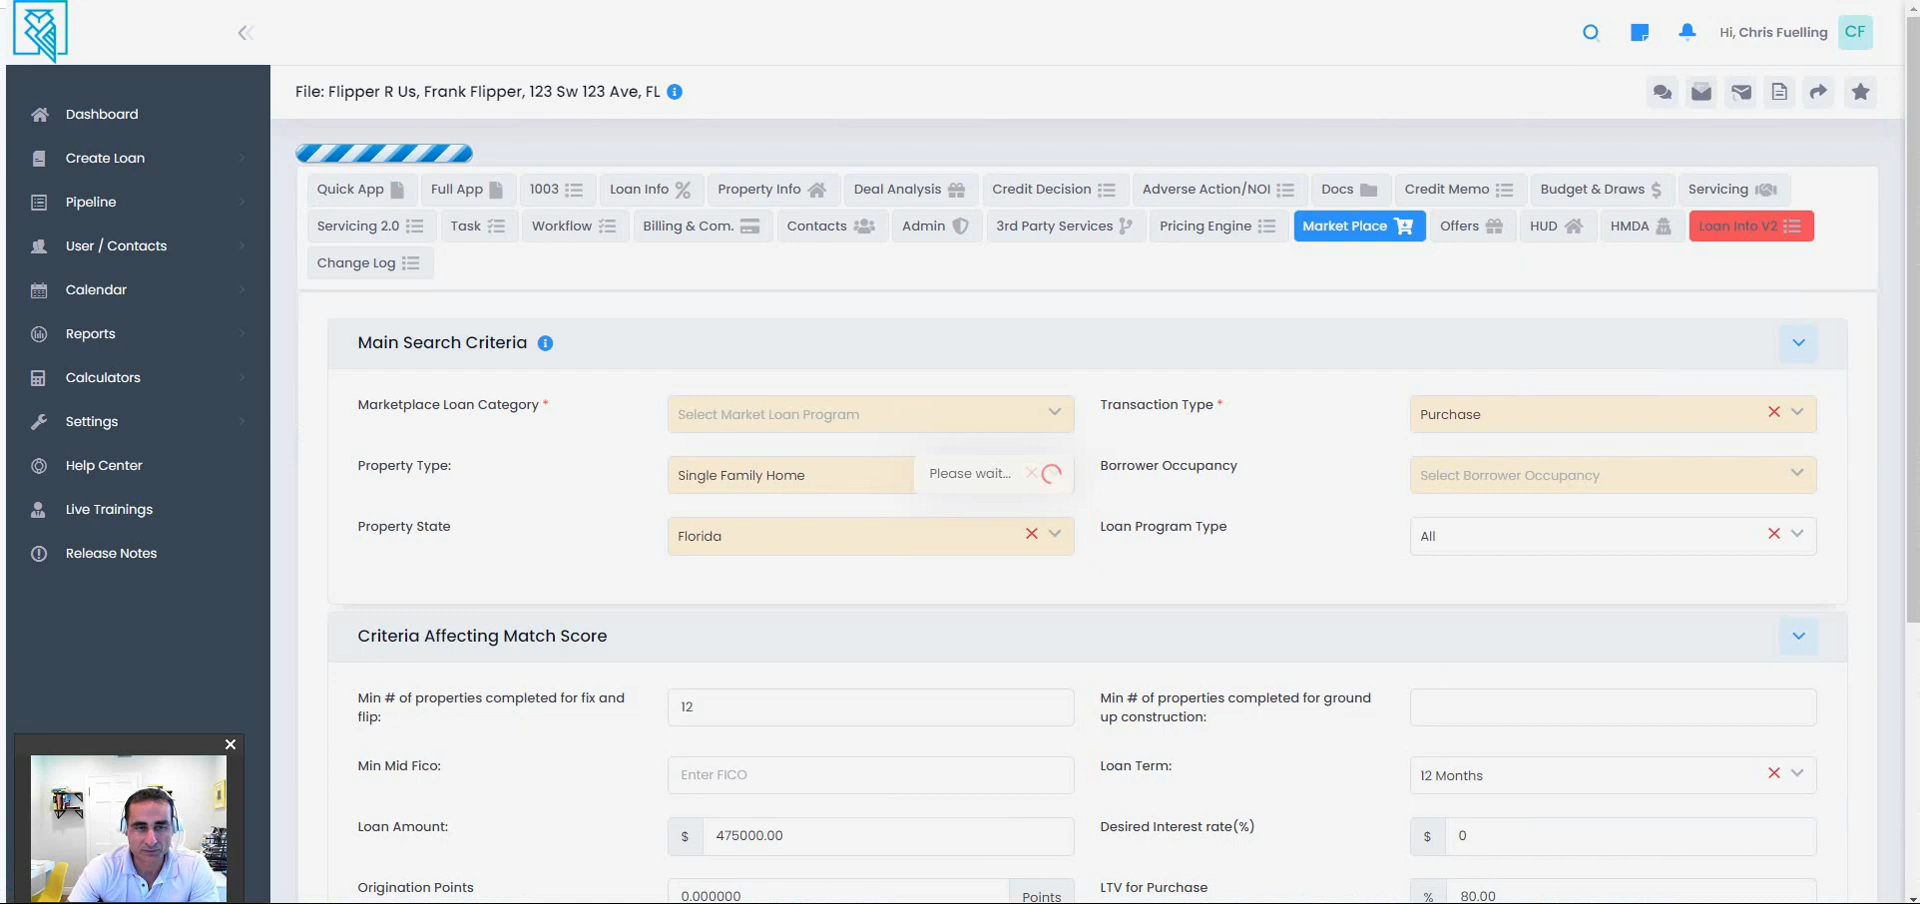 Hi, Chris Fuelling CF
File: Flipper R Us, Frank Flipper, 123 Sw 123 Ave, FL
Dashboard
Create Loan
Pipeline
User / Contacts
Calendar
Reports
Calculators
Settings
Help Center
Live Trainings
Release Notes
Quick App Full App 1003 Loan Info Property Info Deal Analysis Credit Decision Adverse Action/NOI Docs Credit Memo Budget & Draws Servicing
Servicing 2.0 Task Workflow Billing & Com. Contacts Admin 3rd Party Services Pricing Engine Market Place Offers HUD HMDA Loan Info V2
Change Log
Main Search Criteria
Marketplace Loan Category * Select Market Loan Program Transaction Type * Purchase
Property Type: Single Family Home Please wait... Borrower Occupancy Select Borrower Occupancy
Property State Florida Loan Program Type All
Criteria Affecting Match Score
Min # of properties completed for fix and
flip:
12
Min # of properties completed for ground
up construction:
Min Mid Fico: Enter FICO Loan Term: 12 Months
Loan Amount: $ 475000.00 Desired Interest rate(%) $ 0
Origination Points 0.000000 Points LTV for Purchase % 80.00